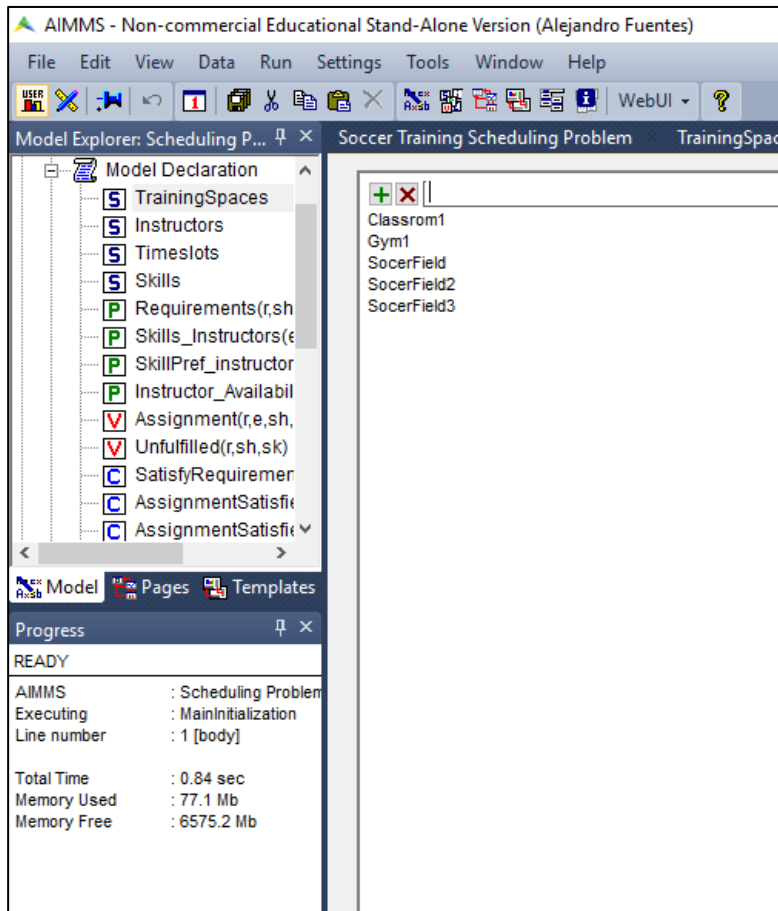 AIMMS - Non-commercial Educational Stand-Alone Version (Alejandro Fuentes)
File Edit View Data Run Settings Tools Window Help
USER 1 WebUI ?
Model Explorer: Scheduling P...
Soccer Training Scheduling Problem TrainingSpac
Model Declaration
S TrainingSpaces
S Instructors
S Timeslots
S Skills
P Requirements(r,sh
P Skills_Instructors(e
P SkillPref_instructor
P Instructor_Availabil
V Assignment(r,e,sh,
V Unfulfilled(r,sh,sk)
C SatisfyRequiremen
C AssignmentSatisfie
C AssignmentSatisfie
Classrom1
Gym1
SocerField
SocerField2
SocerField3
Model Pages Templates
Progress
READY
AIMMS : Scheduling Problem
Executing : MainInitialization
Line number : 1 [body]
Total Time : 0.84 sec
Memory Used : 77.1 Mb
Memory Free : 6575.2 Mb